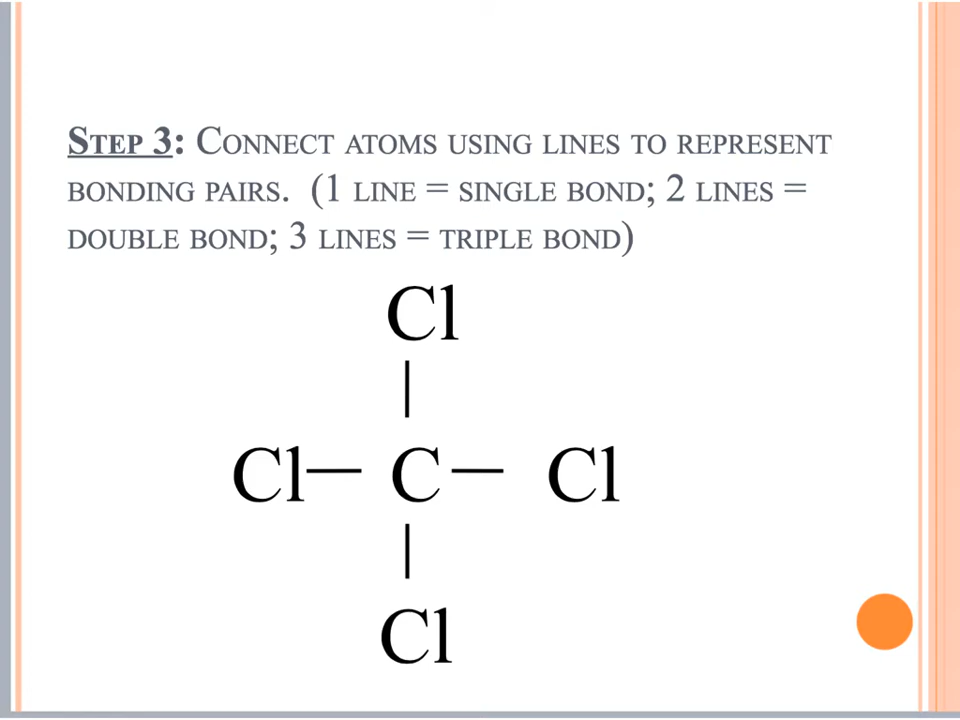 STEP 3: CONNECT ATOMS USING LINES TO REPRESENT
BONDING PAIRS. (1 LINE = SINGLE BOND; 2 LINES =
DOUBLE BOND; 3 LINES = TRIPLE BOND)
Cl
Cl C Cl
Cl